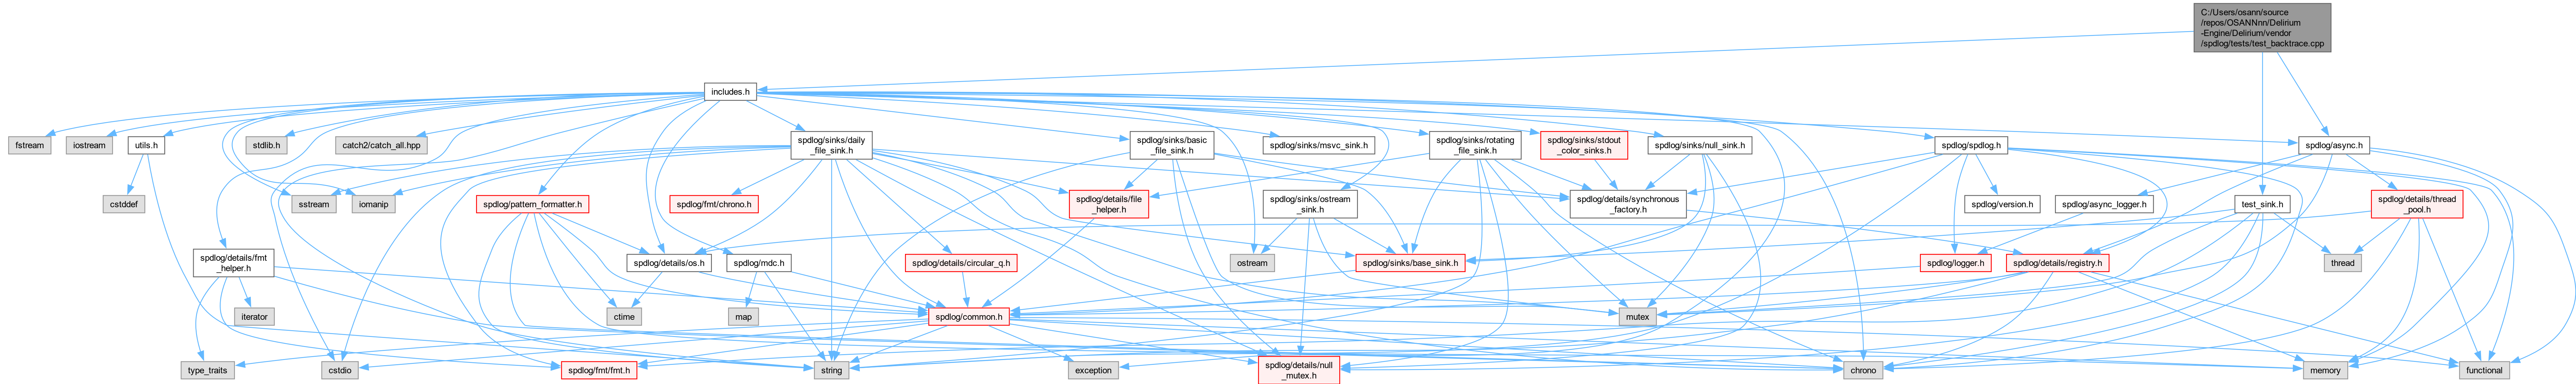 C:/Users/osann/source
/repos/OSANNnn/Delirium
-Engine/Delirium/vendor
/spdlog/tests/test_backtrace.cpp
includes.h
fstream
iostream
utils.h
stdlib.h
catch2/catch_all.hpp
spdlog/sinks/daily
_file_sink.h
spdlog/sinks/basic
_file_sink.h
spdlog/sinks/msvc_sink.h
spdlog/sinks/rotating
_file_sink.h
spdlog/sinks/stdout
_color_sinks.h
spdlog/sinks/null_sink.h
spdlog/spdlog.h
spdlog/async.h
cstddef
sstream
iomanip
spdlog/pattern_formatter.h
spdlog/fmt/chrono.h
spdlog/details/file
_helper.h
spdlog/sinks/ostream
_sink.h
spdlog/details/synchronous
_factory.h
spdlog/version.h
spdlog/async_logger.h
test_sink.h
spdlog/details/thread
_pool.h
spdlog/details/fmt
_helper.h
spdlog/details/os.h
spdlog/mdc.h
spdlog/details/circular_q.h
ostream
spdlog/sinks/base_sink.h
spdlog/logger.h
spdlog/details/registry.h
thread
iterator
ctime
map
spdlog/common.h
mutex
type_traits
cstdio
spdlog/fmt/fmt.h
string
exception
spdlog/details/null
_mutex.h
chrono
memory
functional